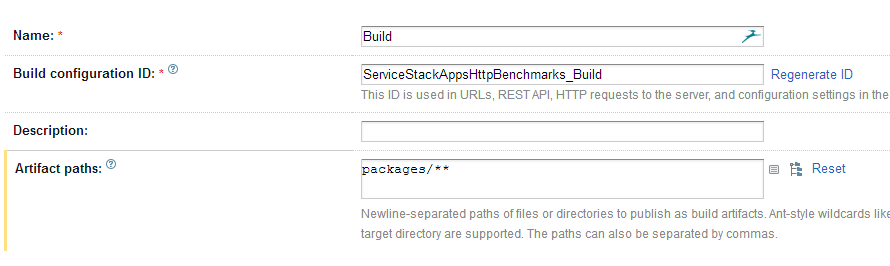 Name: *
Build
Build configuration ID: *
ServiceStackAppsHttpBenchmarks_Build
Regenerate ID
This ID is used in URLs, REST API, HTTP requests to the server, and configuration settings in the
Description:
Artifact paths:
packages/**
Reset
Newline-separated paths of files or directories to publish as build artifacts. Ant-style wildcards like
target directory are supported. The paths can also be separated by commas.